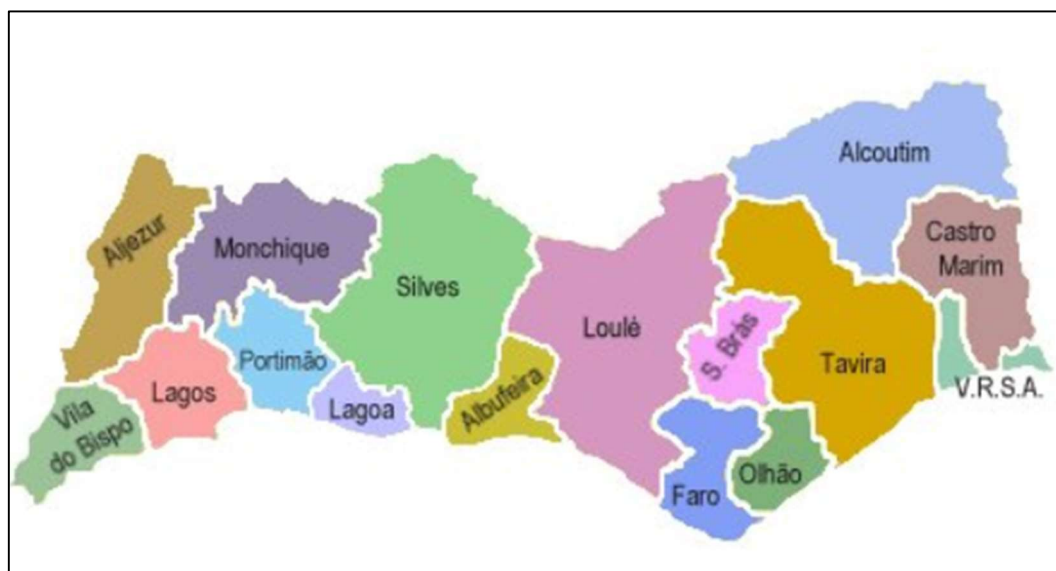 Alcoutim
Aljezur
Monchique
Castro
Marim
Silves
Loulé
S. Brás
Portimão
Tavira
Lagos
Lagoa
Albufeira
V.R.S.A.
Vila
do Bispo
Olhão
Faro